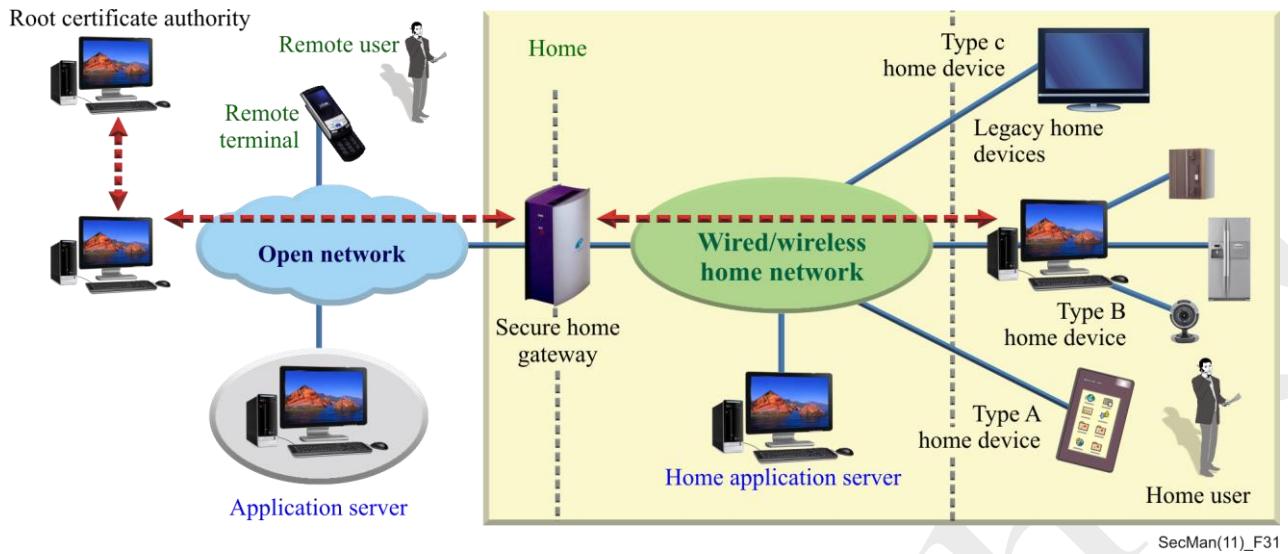 Root certificate authority
Remote user
Remote
terminal
Open network
Application server
Home
Secure home
gateway
Wired/wireless
home network
Home application server
Type c
home device
Legacy home
devices
Type B
home device
Type A
home device
Home user
SecMan(11)_F31